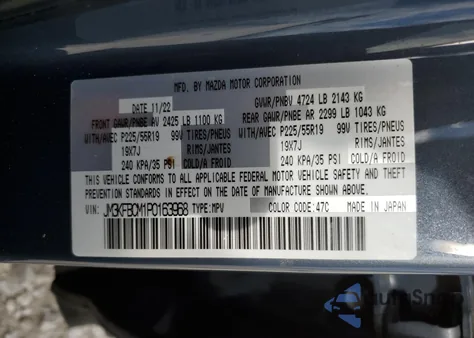 MFD. BY MAZDA MOTOR CORPORATION
DATE 11/22 GVWR/PNBV 4724 LB 2143 KG
FRONT GAWR/PNBE AV 2425 LB 1100 KG REAR GAWR/PNBE AR 2299 LB 1043 KG
WITH/AVEC P225/55R19 99V TIRES/PNEUS WITH/AVEC P225/55R19 99V TIRES/PNEUS
19X7J RIMS/JANTES 19X7J RIMS/JANTES
240 KPA/35 PSI COLD/A FROID 240 KPA/35 PSI COLD/A FROID
THIS VEHICLE CONFORMS TO ALL APPLICABLE FEDERAL MOTOR VEHICLE
THEFT PREVENTION STANDARDS IN EFFECT ON THE
DATE OF MANUFACTURE SHOWN ABOVE.
JM3KFBCM1P0163968 TYPE:MPV COLOR CODE:47C MADE IN JAPAN